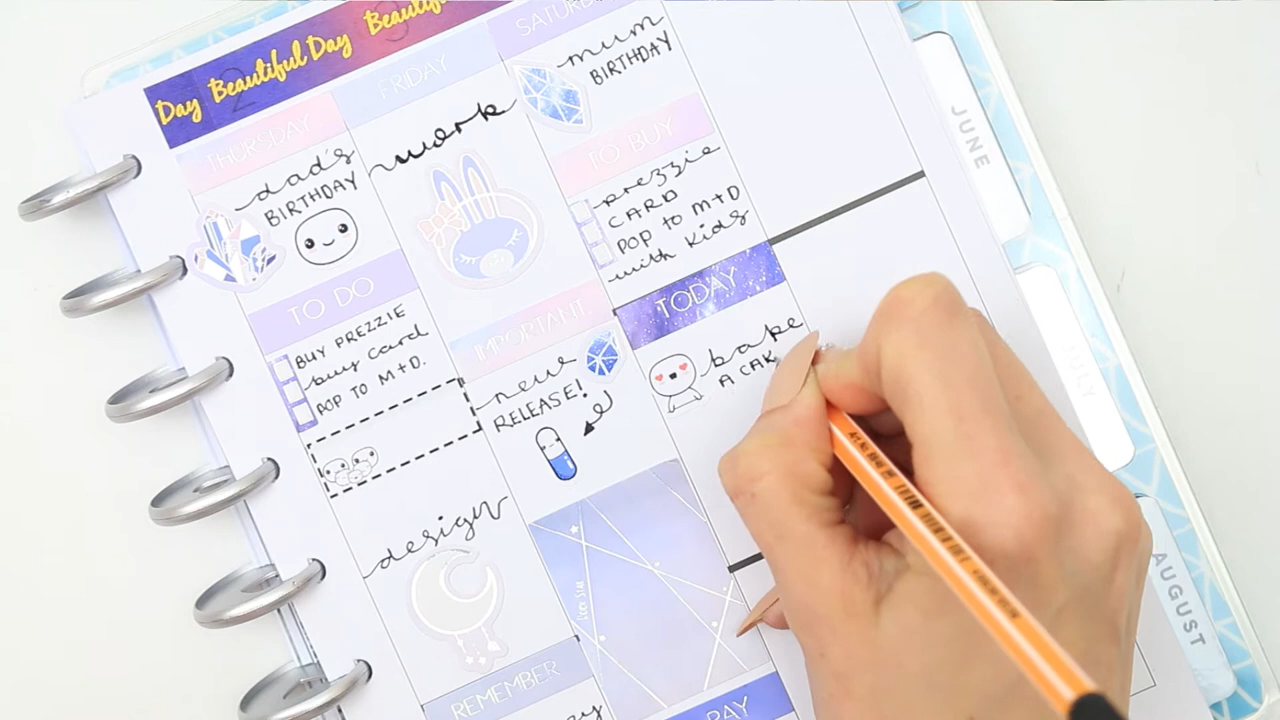 Day Beautiful Day
THURSDAY
dad's
BIRTHDAY
TO DO
BUY PREZZIE
buy card
POP TO M+D.
design
REMEMBER
FRIDAY
work
IMPORTANT
new
RELEASE!
SATURDAY
mum
BIRTHDAY
TO BUY
prezzie
CARD
POP to M+D
with kids
TODAY
bake
A CAK
JUNE
JULY
AUGUST